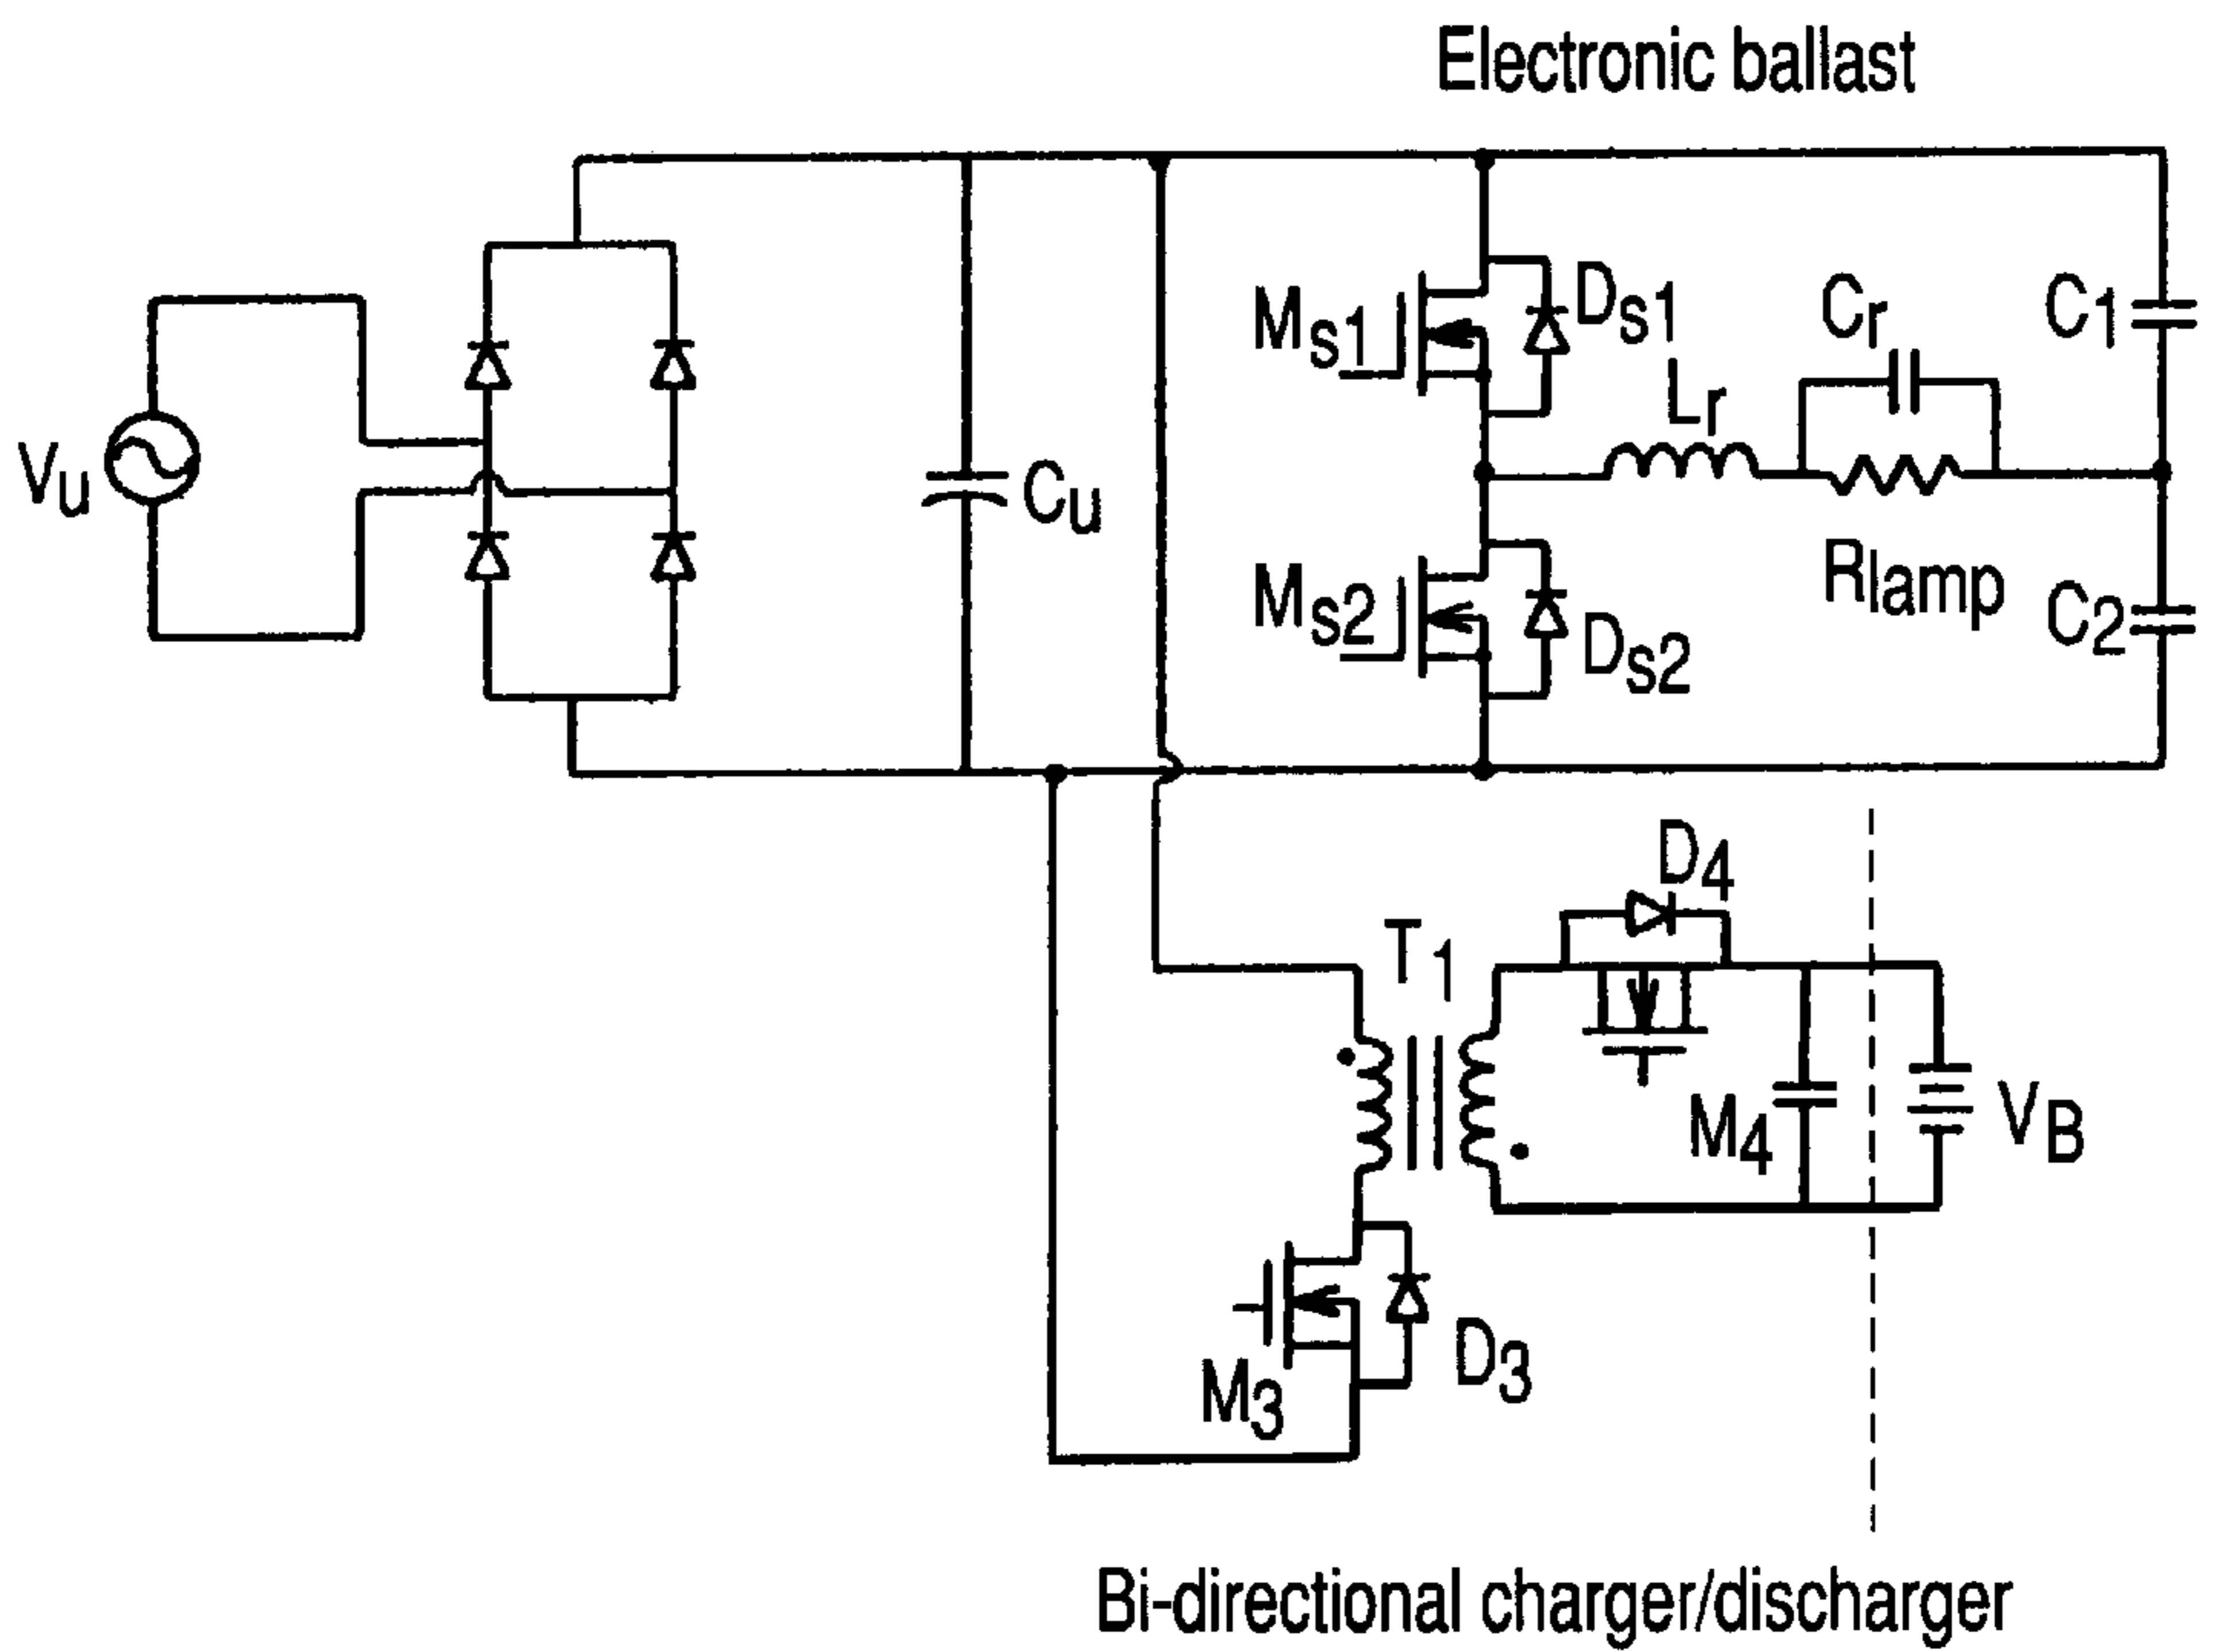 Electronic ballast
Vu
Cu
Ms1
Ds1
Lr
Cr
C1
Ms2
Ds2
Rlamp
C2
D4
T1
M4
VB
M3
D3
Bi-directional charger/discharger